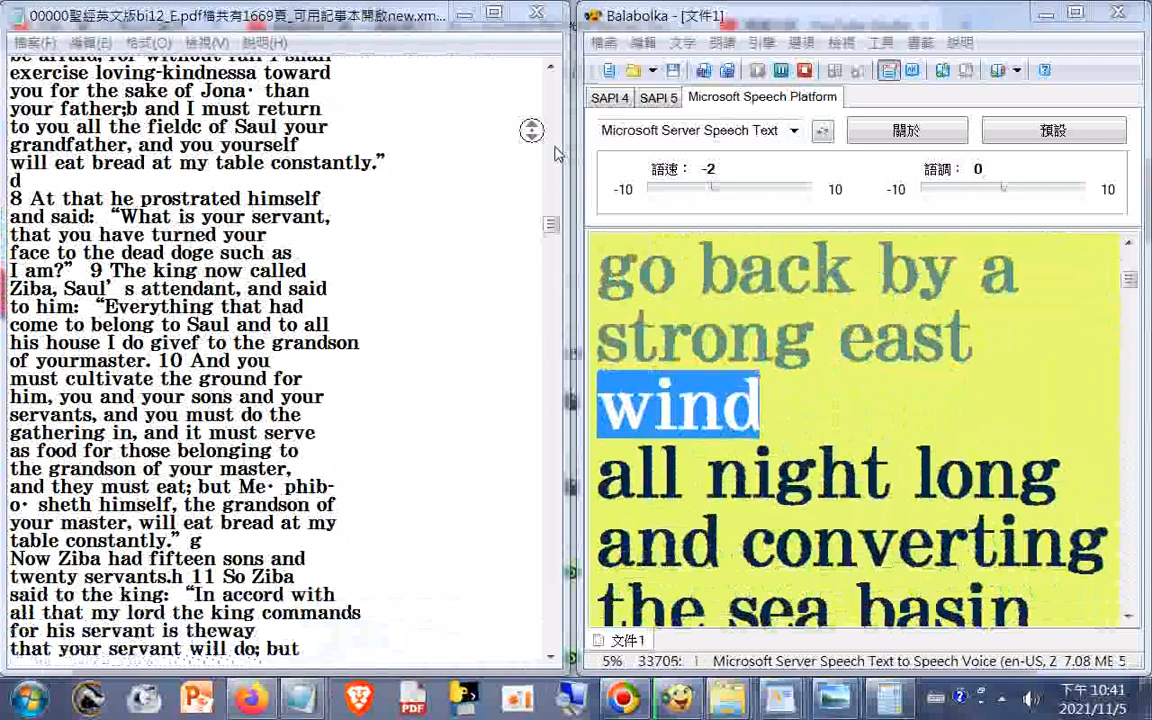 00000聖經英文版bi12_E.pdf檔共有1669頁_可用記事本開啟new.xm...
檔案(F) 編輯(E) 格式(O) 檢視(V) 說明(H)
be afraid, for without fail I shall
exercise loving-kindnessa toward
you for the sake of Jona· than
your father;b and I must return
to you all the fieldc of Saul your
grandfather, and you yourself
will eat bread at my table constantly.”
d
8 At that he prostrated himself
and said: “What is your servant,
that you have turned your
face to the dead doge such as
I am?” 9 The king now called
Ziba, Saul’s attendant, and said
to him: “Everything that had
come to belong to Saul and to all
his house I do givef to the grandson
of yourmaster. 10 And you
must cultivate the ground for
him, you and your sons and your
servants, and you must do the
gathering in, and it must serve
as food for those belonging to
the grandson of your master,
and they must eat; but Me· phib-
o· sheth himself, the grandson of
your master, will eat bread at my
table constantly.” g
Now Ziba had fifteen sons and
twenty servants.h 11 So Ziba
said to the king: “In accord with
all that my lord the king commands
for his servant is theway
that your servant will do; but
Balabolka - [文件1]
檔案 編輯 文字 朗讀 引擎 選項 檢視 工具 書籤 說明
SAPI 4 SAPI 5 Microsoft Speech Platform
Microsoft Server Speech Text 關於 預設
語速: -2 語調: 0
-10 10 -10 10
go back by a
strong east
wind
all night long
and converting
the sea basin
文件1
5% 33705: Microsoft Server Speech Text to Speech Voice (en-US, Z 7.08 ME 5
PDF
下午 10:41
2021/11/5